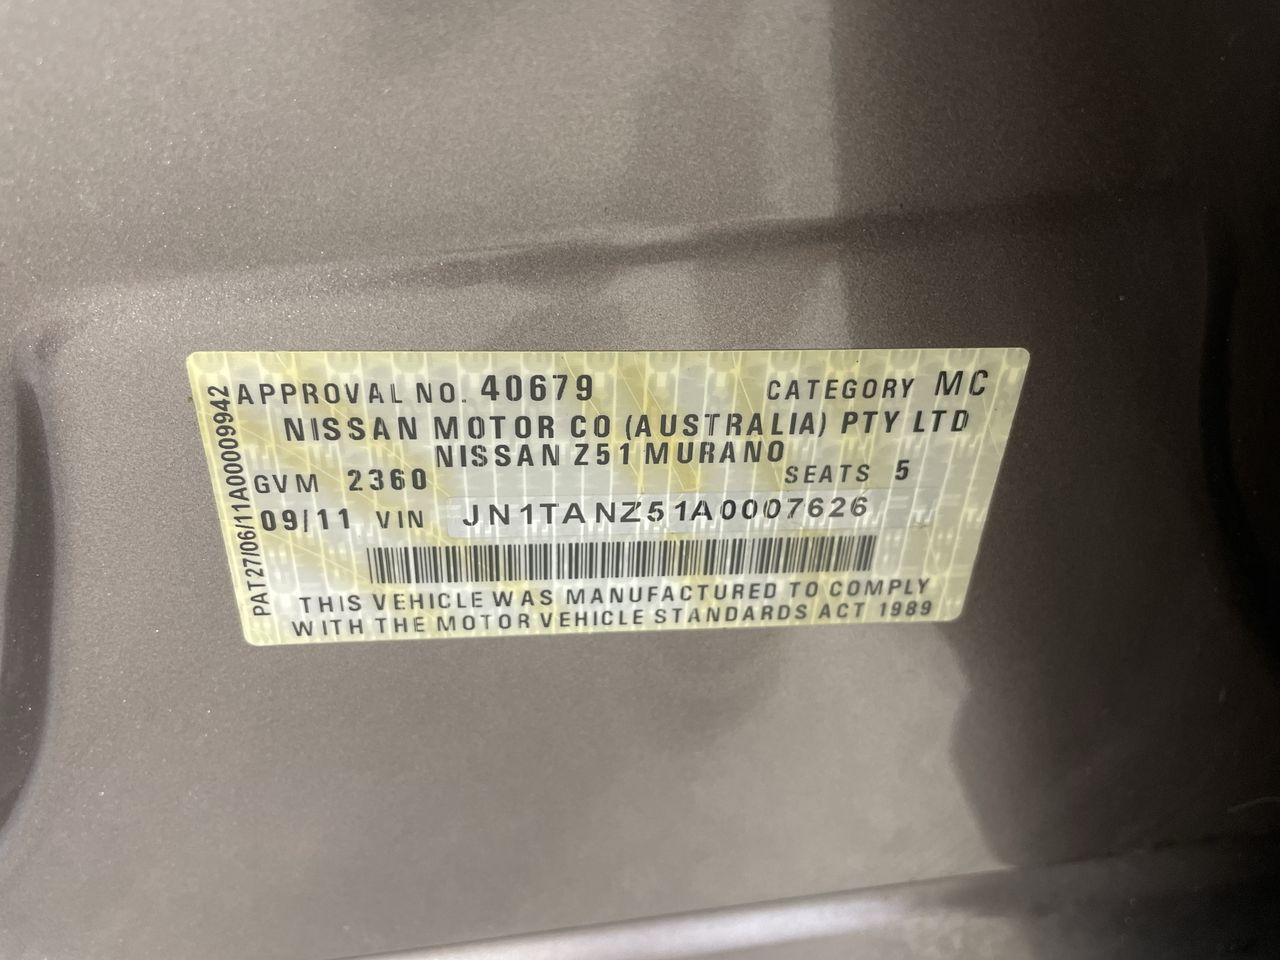 APPROVAL NO. 40679 CATEGORY MC
NISSAN MOTOR CO (AUSTRALIA) PTY LTD
NISSAN Z51 MURANO
GVM 2360 SEATS 5
09/11 VIN JN1TANZ51A0007626
THIS VEHICLE WAS MANUFACTURED TO COMPLY
WITH THE MOTOR VEHICLE STANDARDS ACT 1989
PAT27/06/11A00009942